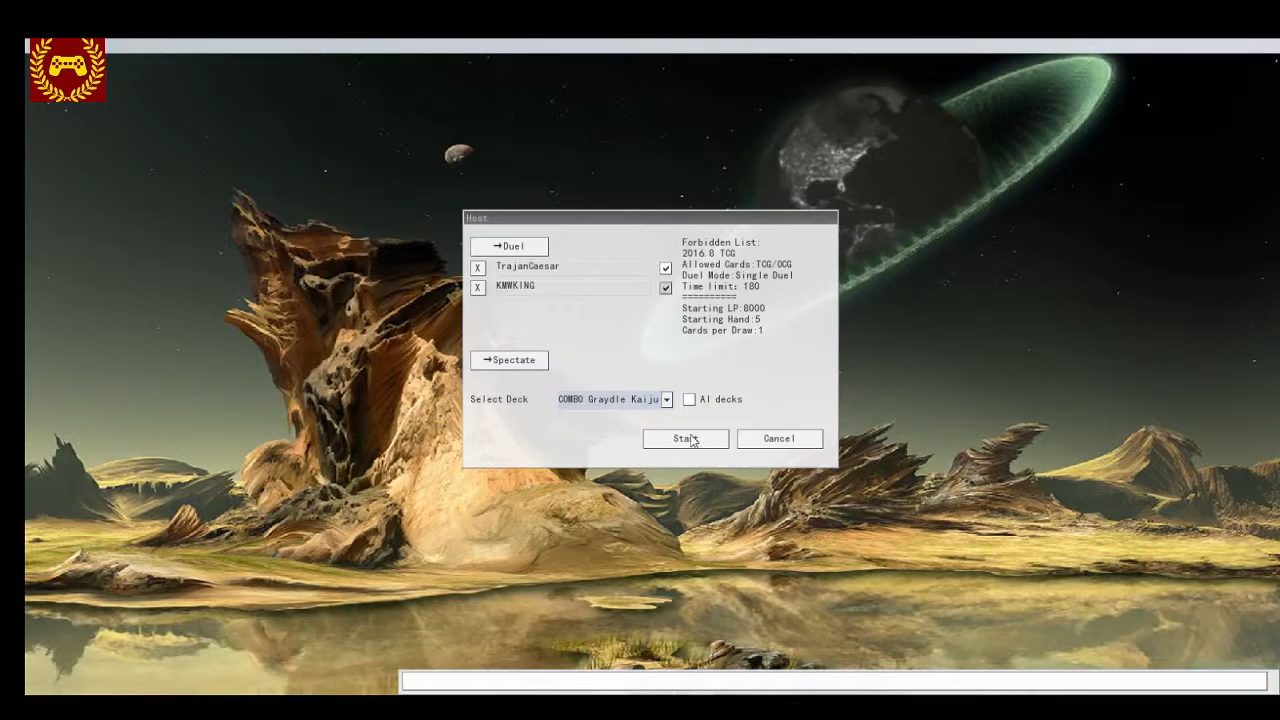 Host
→Duel
X TrajanCaesar
X KMWKING
Forbidden List:
2016.8 TCG
Allowed Cards:TCG/OCG
Duel Mode:Single Duel
Time limit: 180
==========
Starting LP:8000
Starting Hand:5
Cards per Draw:1
→Spectate
Select Deck COMBO Graydle Kaiju AI decks
Start Cancel